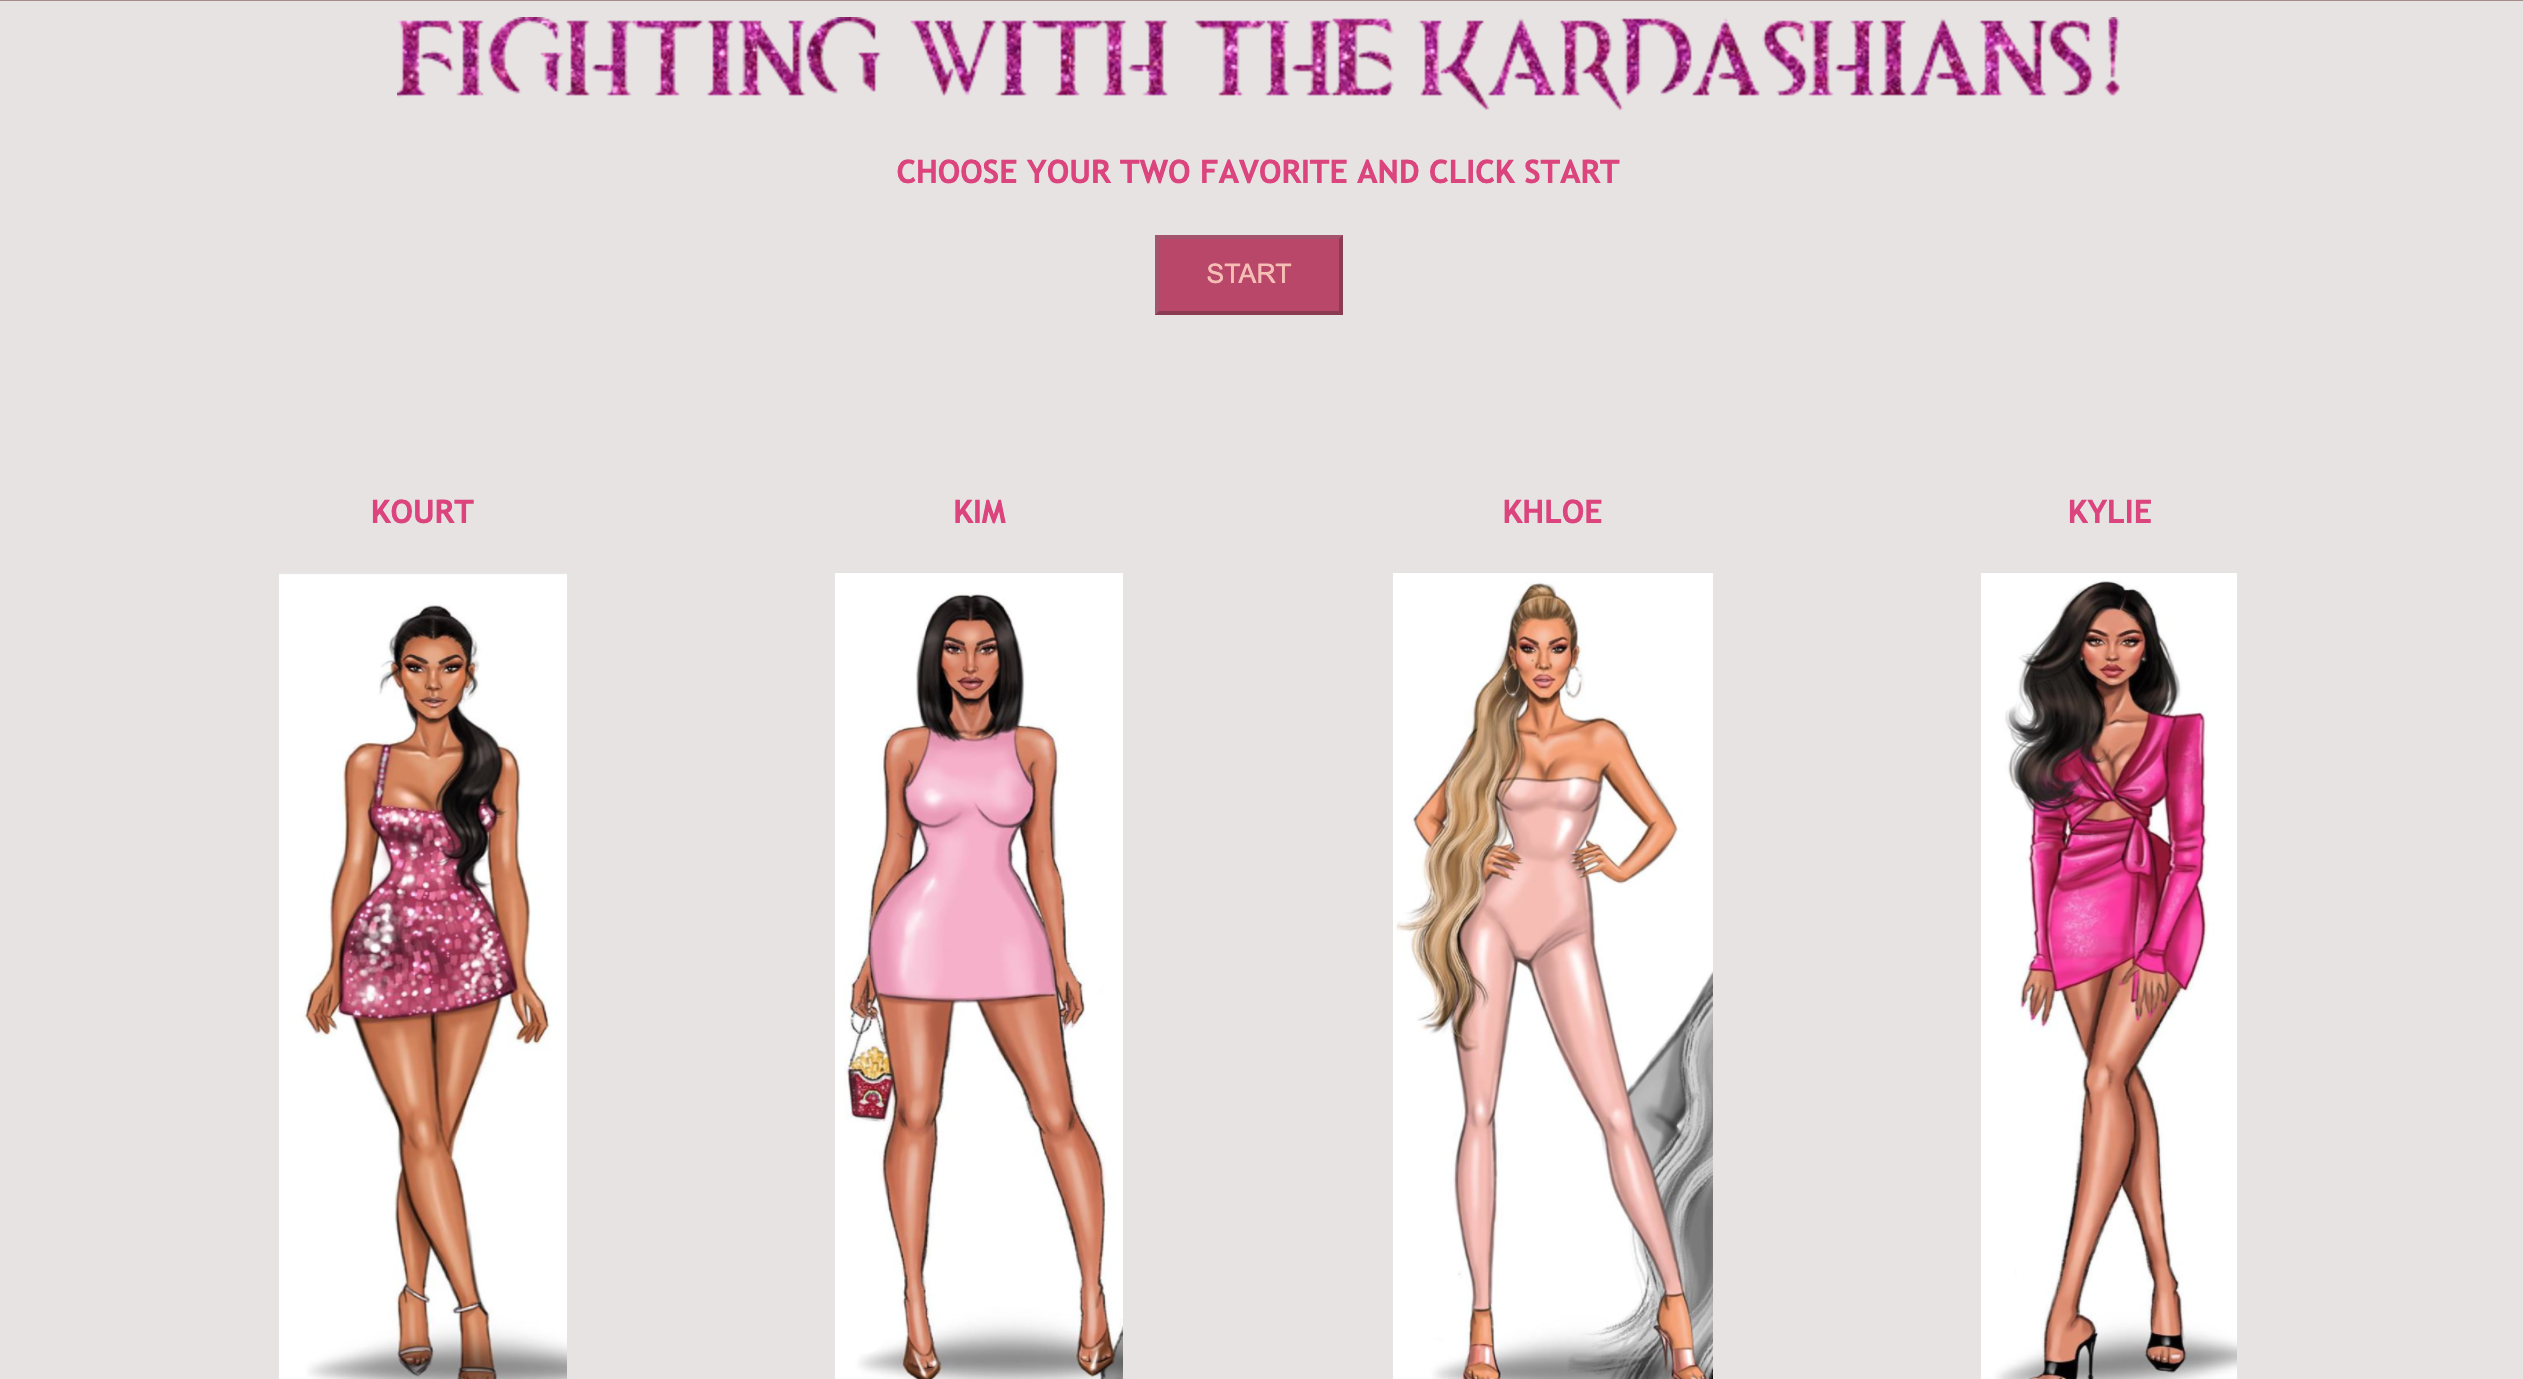 FIGHTING WITH THE KARDASHIANS!
CHOOSE YOUR TWO FAVORITE AND CLICK START
START
KOURT KIM KHLOE KYLIE